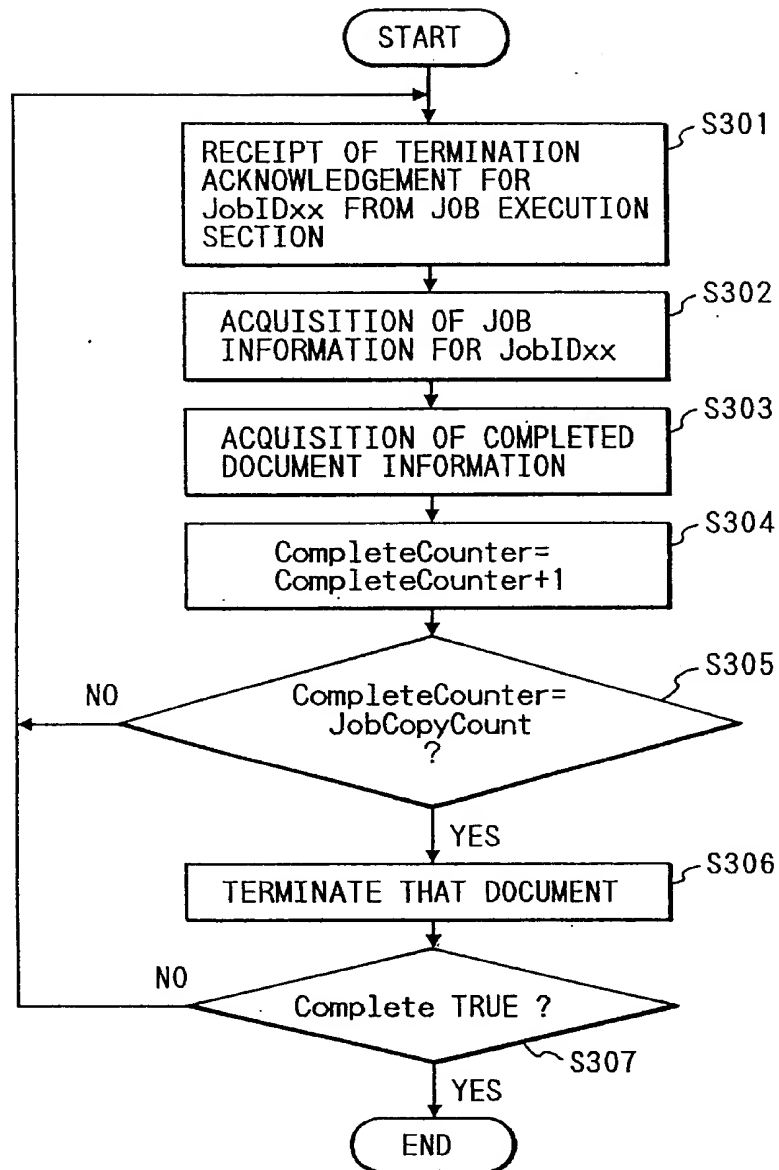 START
S301
RECEIPT OF TERMINATION
ACKNOWLEDGEMENT FOR
JobIDxx FROM JOB EXECUTION
SECTION
S302
ACQUISITION OF JOB
INFORMATION FOR JobIDxx
S303
ACQUISITION OF COMPLETED
DOCUMENT INFORMATION
S304
CompleteCounter=
CompleteCounter+1
S305
NO
CompleteCounter=
JobCopyCount
?
YES
S306
TERMINATE THAT DOCUMENT
NO
Complete TRUE ?
S307
YES
END